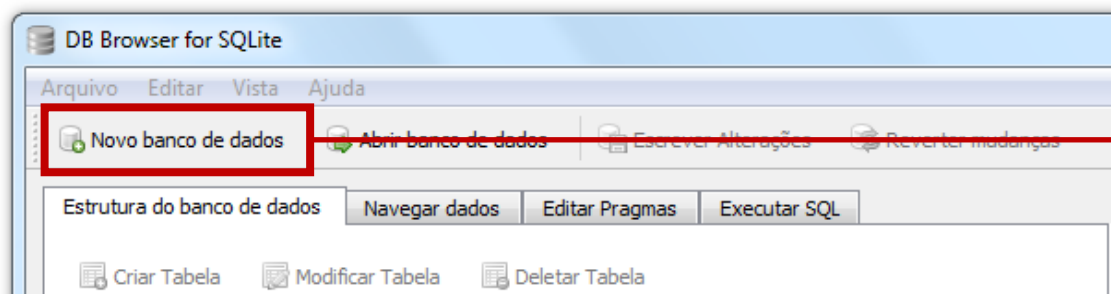 DB Browser for SQLite
Arquivo Editar Vista Ajuda
Novo banco de dados Abrir banco de dados Escrever Alterações Reverter mudanças
Estrutura do banco de dados Navegar dados Editar Pragmas Executar SQL
Criar Tabela Modificar Tabela Deletar Tabela